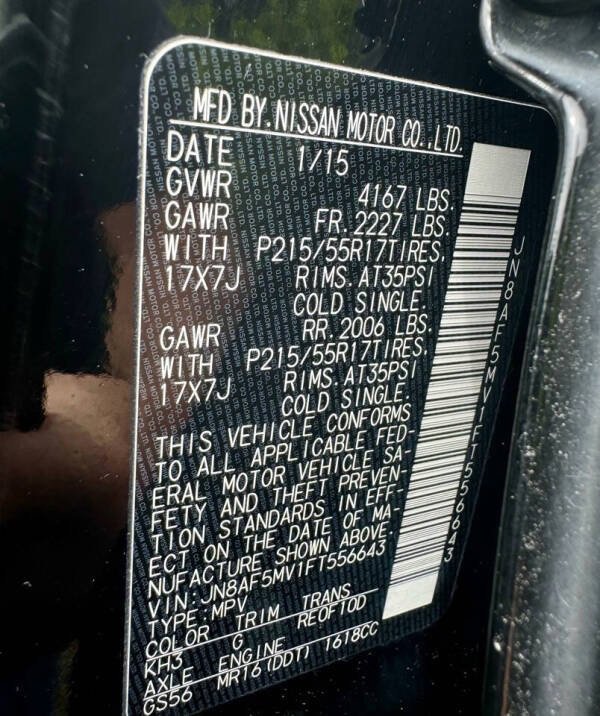 MFD BY.NISSAN MOTOR CO.,LTD.
DATE 1/15
GVWR 4167 LBS.
GAWR FR.2227 LBS.
WITH P215/55R17TIRES.
17X7J RIMS.AT35PSI
COLD SINGLE.
GAWR RR.2006 LBS.
WITH P215/55R17TIRES.
17X7J RIMS.AT35PSI
COLD SINGLE.
THIS VEHICLE CONFORMS
TO ALL APPLICABLE FED-
ERAL MOTOR VEHICLE SA-
FETY AND THEFT PREVEN-
TION STANDARDS IN EFF-
ECT ON THE DATE OF MA-
NUFACTURE SHOWN ABOVE.
VIN:JN8AF5MV1FT556643
TYPE:MPV
COLOR TRIM TRANS
KH3 G RE0F10D
AXLE ENGINE
GS56 MR16(DDT) 1618CC
JN8AF5MV1FT556643